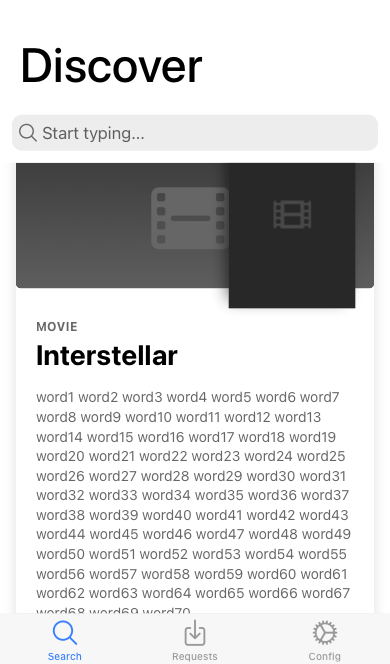 Discover
Start typing...
MOVIE
Interstellar
word1 word2 word3 word4 word5 word6 word7
word8 word9 word10 word11 word12 word13
word14 word15 word16 word17 word18 word19
word20 word21 word22 word23 word24 word25
word26 word27 word28 word29 word30 word31
word32 word33 word34 word35 word36 word37
word38 word39 word40 word41 word42 word43
word44 word45 word46 word47 word48 word49
word50 word51 word52 word53 word54 word55
word56 word57 word58 word59 word60 word61
word62 word63 word64 word65 word66 word67
word68 word69 word70
Search
Requests
Config